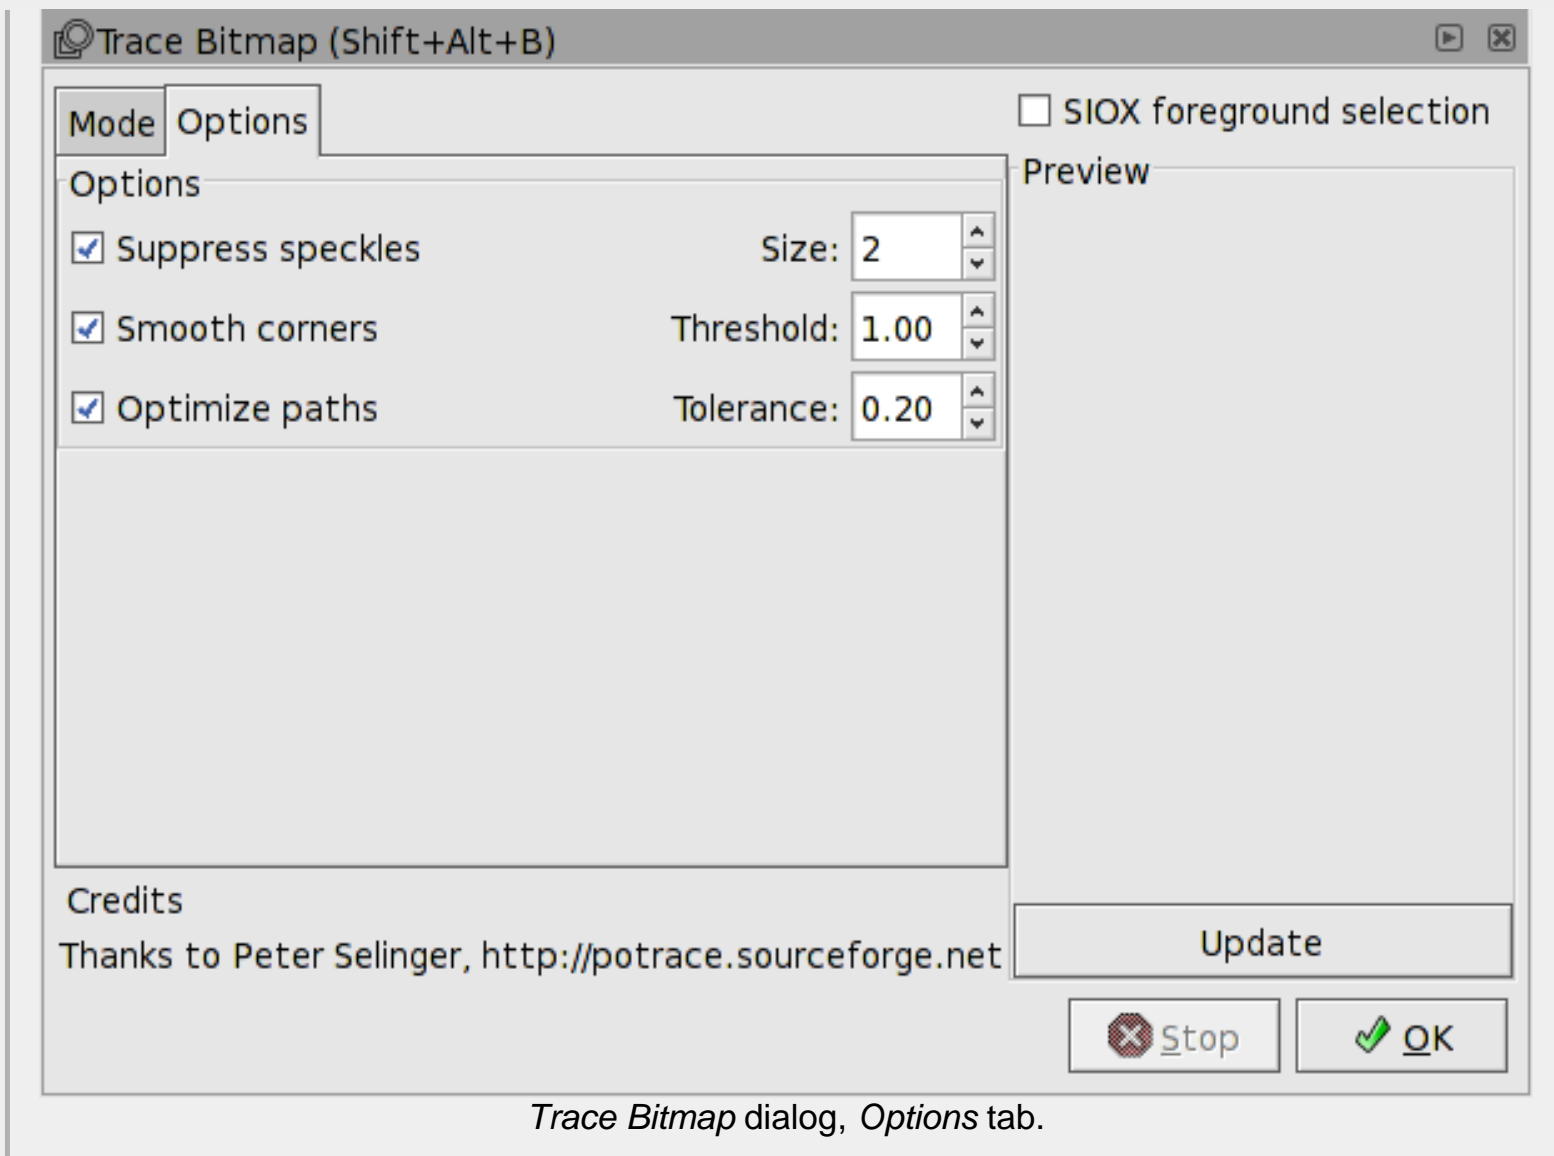 Trace Bitmap (Shift+Alt+B)
Mode Options
SIOX foreground selection
Options
Suppress speckles Size: 2
Smooth corners Threshold: 1.00
Optimize paths Tolerance: 0.20
Preview
Credits
Thanks to Peter Selinger, http://potrace.sourceforge.net
Update
Stop OK
Trace Bitmap dialog, Options tab.